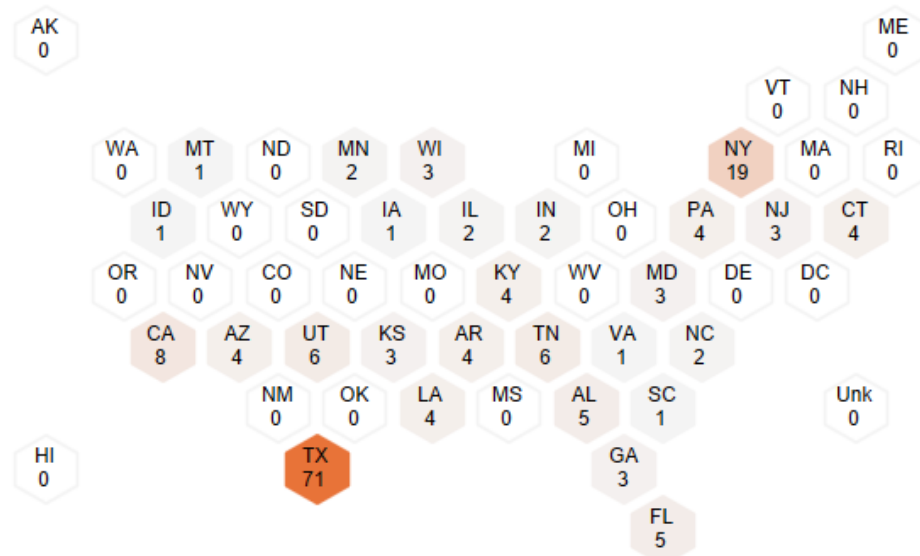 AK
0
ME
0
VT
0
NH
0
WA
0
MT
1
ND
0
MN
2
WI
3
MI
0
NY
19
MA
0
RI
0
ID
1
WY
0
SD
0
IA
1
IL
2
IN
2
OH
0
PA
4
NJ
3
CT
4
OR
0
NV
0
CO
0
NE
0
MO
0
KY
4
WV
0
MD
3
DE
0
DC
0
CA
8
AZ
4
UT
6
KS
3
AR
4
TN
6
VA
1
NC
2
NM
0
OK
0
LA
4
MS
0
AL
5
SC
1
Unk
0
HI
0
TX
71
GA
3
FL
5